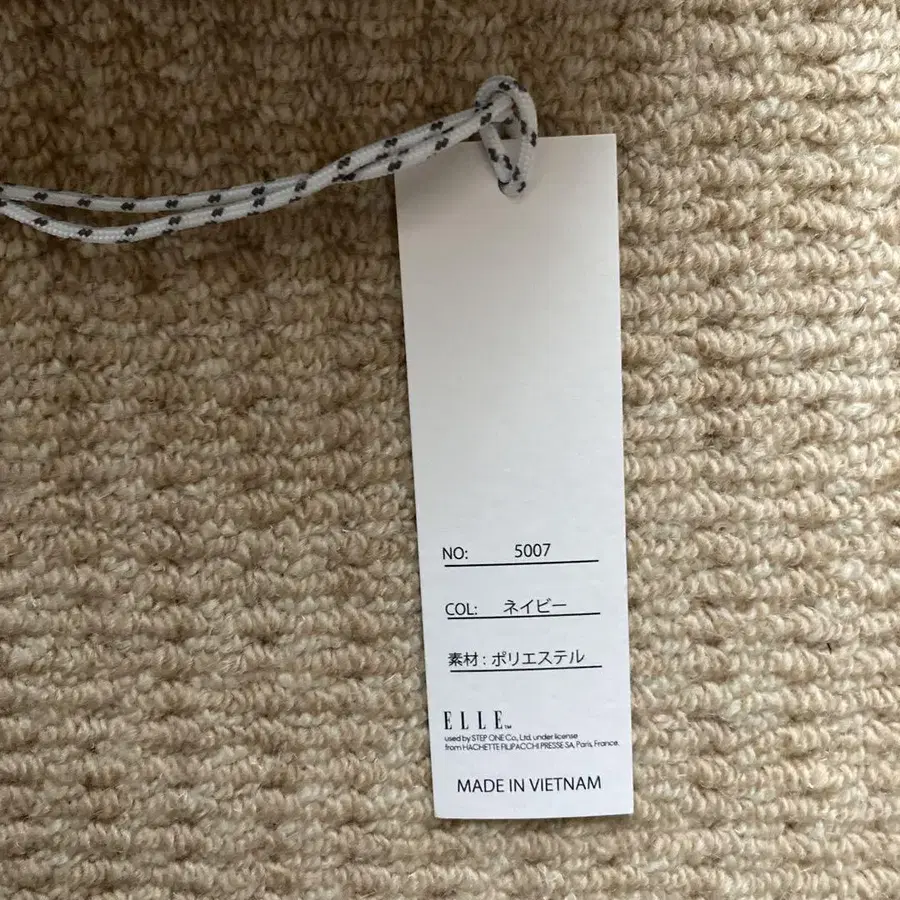 NO: 5007
COL: ネイビー
素材 : ポリエステル
ELLE™
used by STEP ONE Co., Ltd. under license
from HACHETTE FILIPACCHI PRESSE SA, Paris, France.
MADE IN VIETNAM